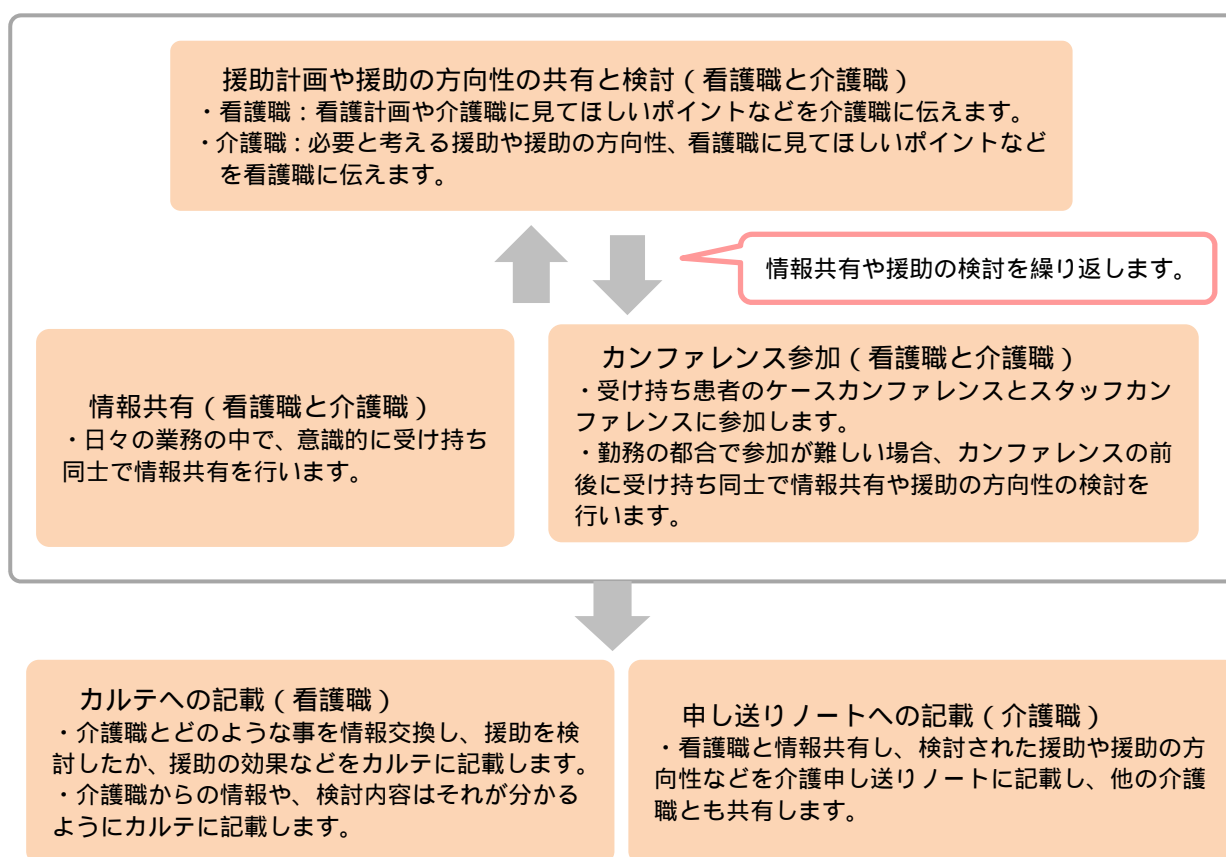 援助計画や援助の方向性の共有と検討(看護職と介護職)
・看護職:看護計画や介護職に見てほしいポイントなどを介護職に伝えます。
・介護職:必要と考える援助や援助の方向性、看護職に見てほしいポイントなど
を看護職に伝えます。
情報共有や援助の検討を繰り返します。
情報共有(看護職と介護職)
・日々の業務の中で、意識的に受け持ち
同士で情報共有を行います。
カンファレンス参加(看護職と介護職)
・受け持ち患者のケースカンファレンスとスタッフカン
ファレンスに参加します。
・勤務の都合で参加が難しい場合、カンファレンスの前
後に受け持ち同士で情報共有や援助の方向性の検討を
行います。
カルテへの記載(看護職)
・介護職とどのような事を情報交換し、援助を検
討したか、援助の効果などをカルテに記載します。
・介護職からの情報や、検討内容はそれが分かる
ようにカルテに記載します。
申し送りノートへの記載(介護職)
・看護職と情報共有し、検討された援助や援助の方
向性などを介護申し送りノートに記載し、他の介護
職とも共有します。